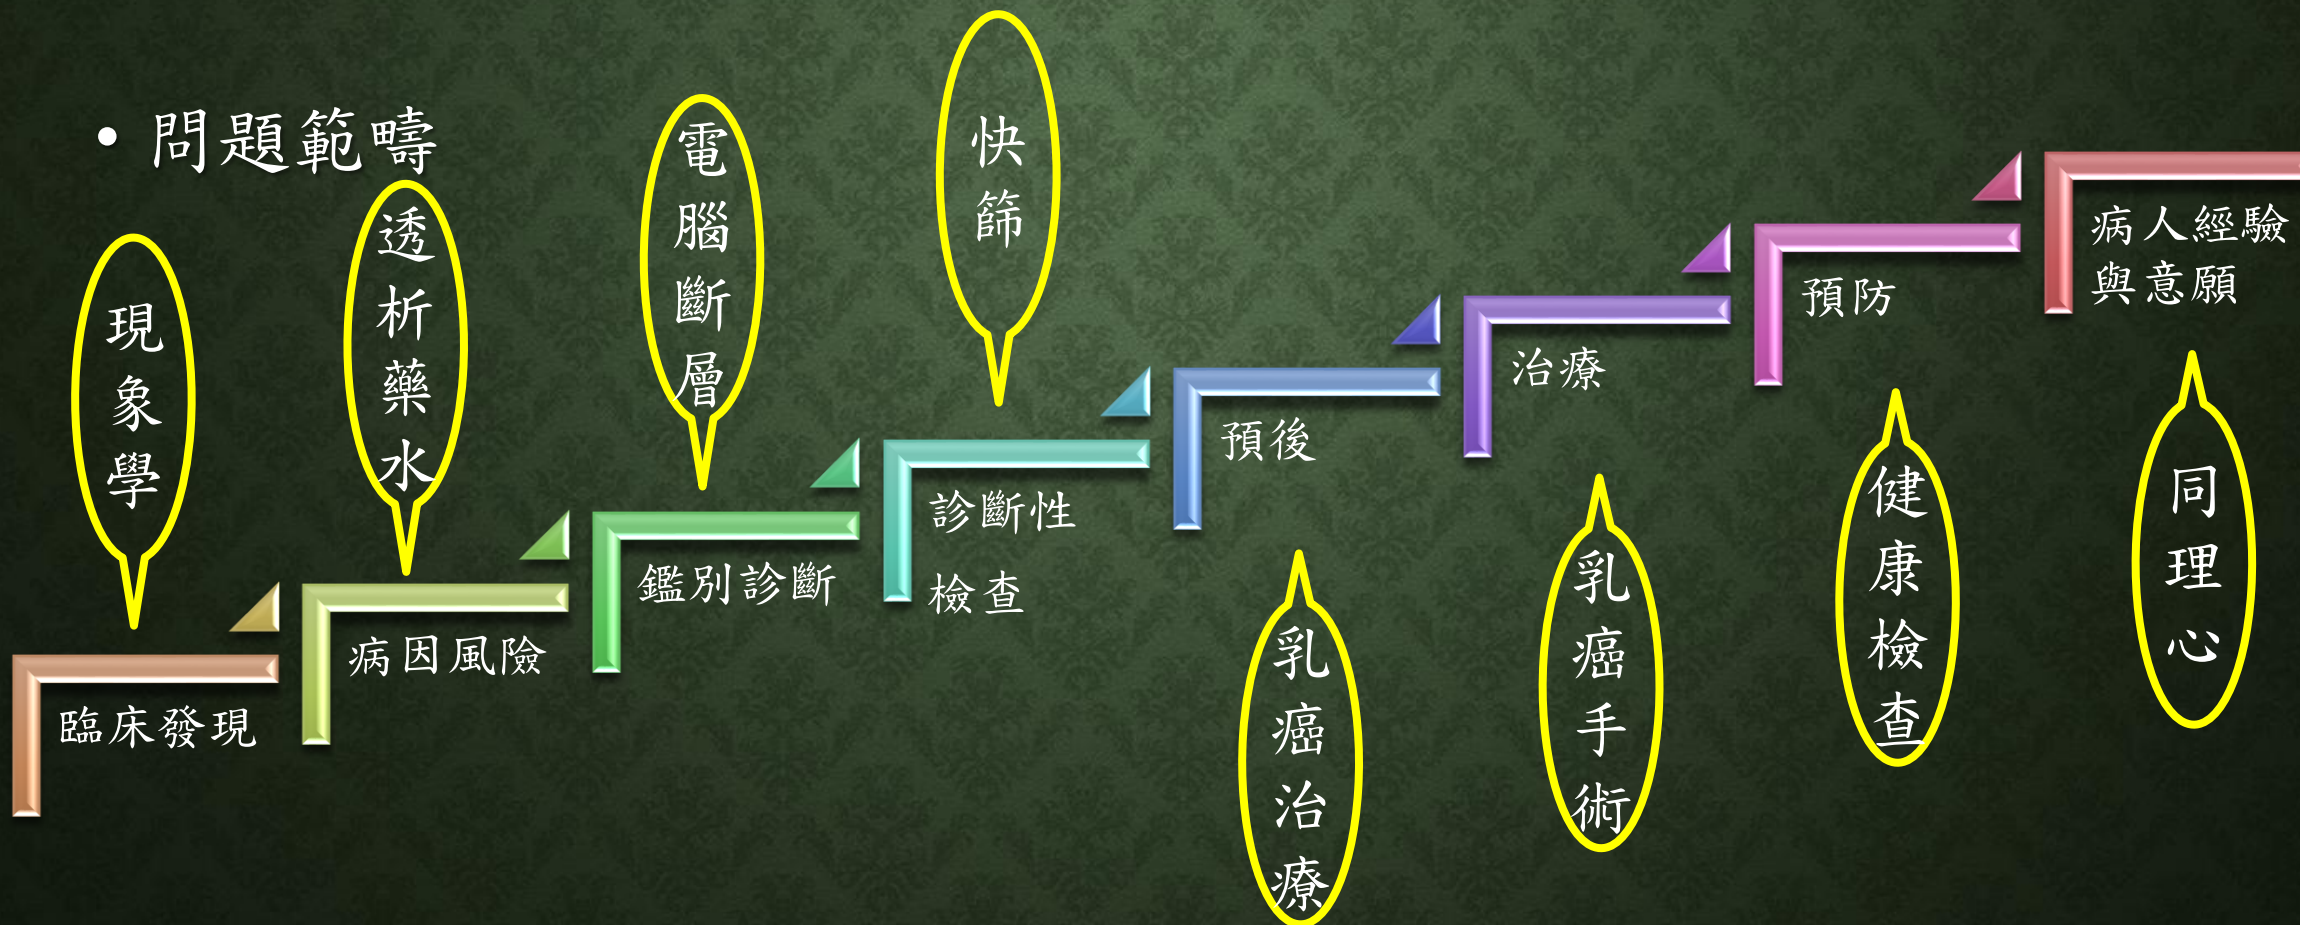 • 問題範疇
現象學
透析藥水
電腦斷層
快篩
臨床發現
病因風險
鑑別診斷
診斷性
檢查
預後
治療
預防
病人經驗
與意願
乳癌治療
乳癌手術
健康檢查
同理心